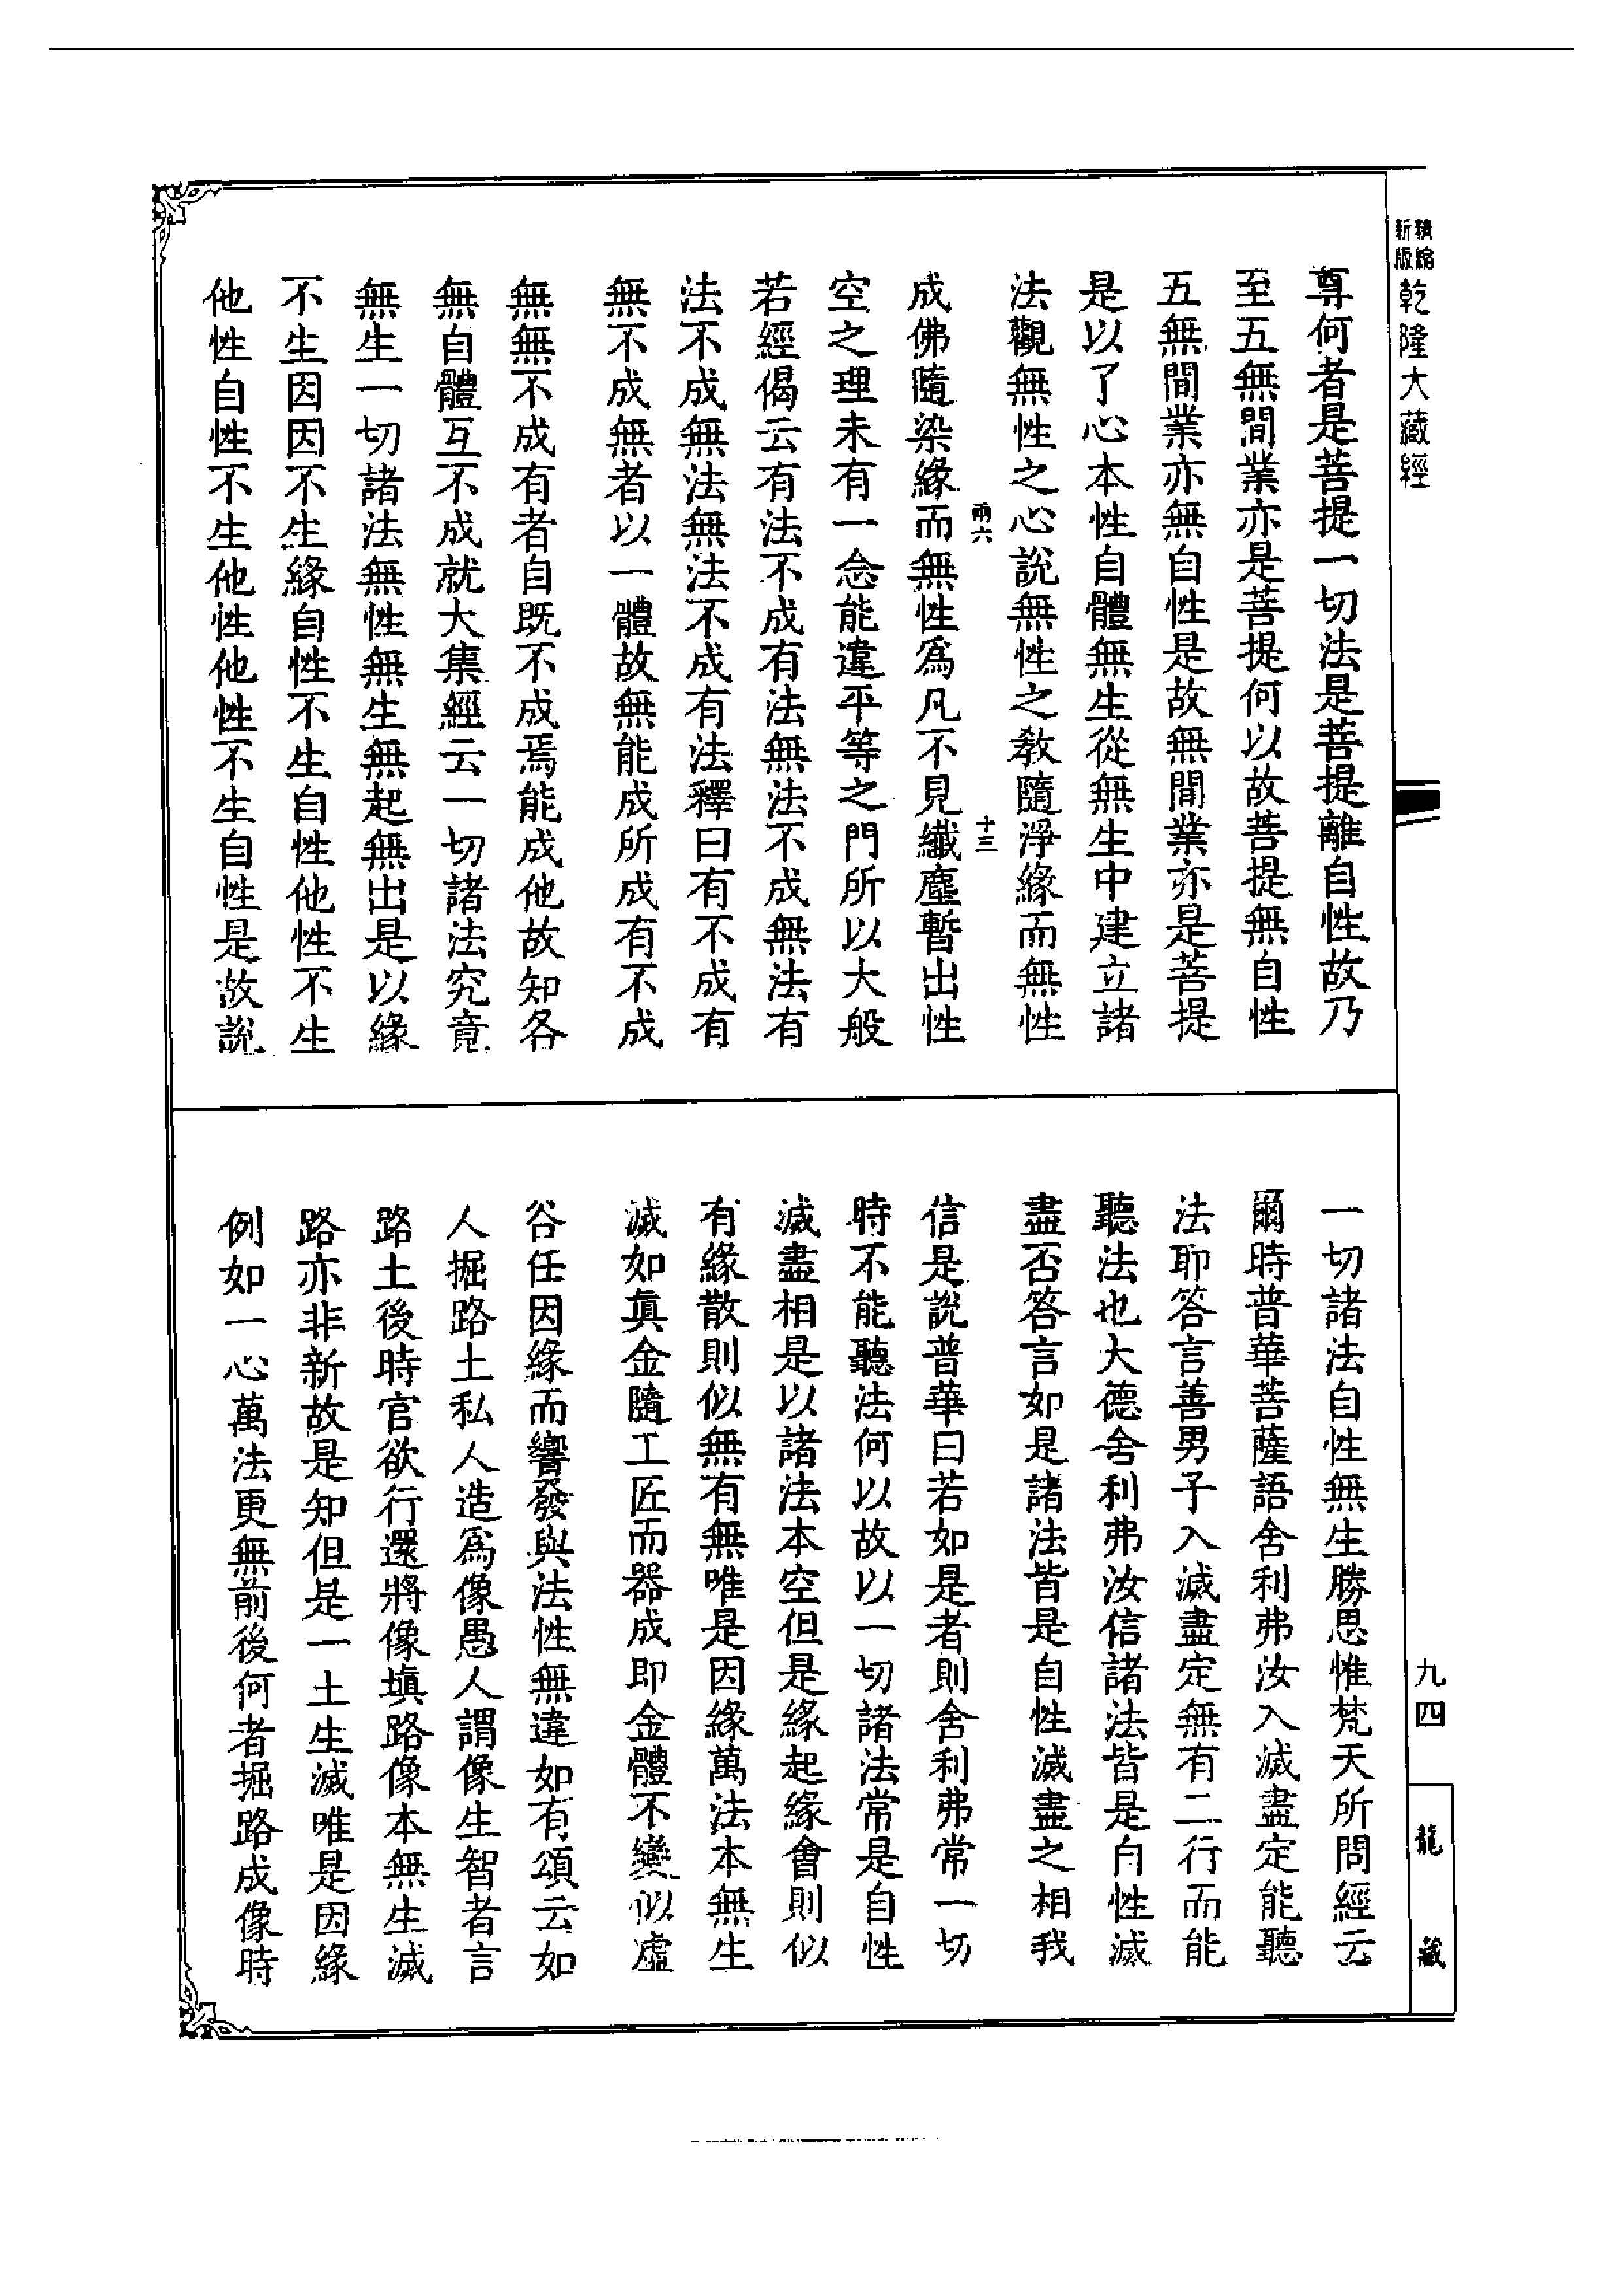 精縮新版乾隆大藏經
尊何者是菩提一切法是菩提離自性故乃
至五無間業亦是菩提何以故菩提無自性
五無間業亦無自性是故無間業亦是菩提
是以了心本性自體無生從無生中建立諸
法觀無性之心說無性之教隨淨緣而無性
兩六
十三
成佛隨染緣而無性爲凡不見纖塵暫出性
空之理未有一念能違平等之門所以大般
若經偈云有法不成有法無法不成無法有
法不成無法無法不成有法釋曰有不成有
無不成無者以一體故無能成所成有不成
無無不成有者自既不成焉能成他故知各
無自體互不成就大集經云一切諸法究竟
無生一切諸法無性無生無起無出是以緣
不生因因不生緣自性不生自性他性不生
他性自性不生他性他性不生自性是故說
一切諸法自性無生勝思惟梵天所問經云
爾時普華菩薩語舍利弗汝入滅盡定能聽
法耶答言善男子入滅盡定無有二行而能
聽法也大德舍利弗汝信諸法皆是自性滅
盡否答言如是諸法皆是自性滅盡之相我
信是說普華曰若如是者則舍利弗常一切
時不能聽法何以故以一切諸法常是自性
滅盡相是以諸法本空但是緣起緣會則似
有緣散則似無有無唯是因緣萬法本無生
滅如真金隨工匠而器成即金體不變似虛
谷任因緣而響發與法性無違如有頌云如
人掘路土私人造爲像愚人謂像生智者言
路土後時官欲行還將像填路像本無生滅
路亦非新故是知但是一土生滅唯是因緣
例如一心萬法更無前後何者掘路成像時
九四
龍藏